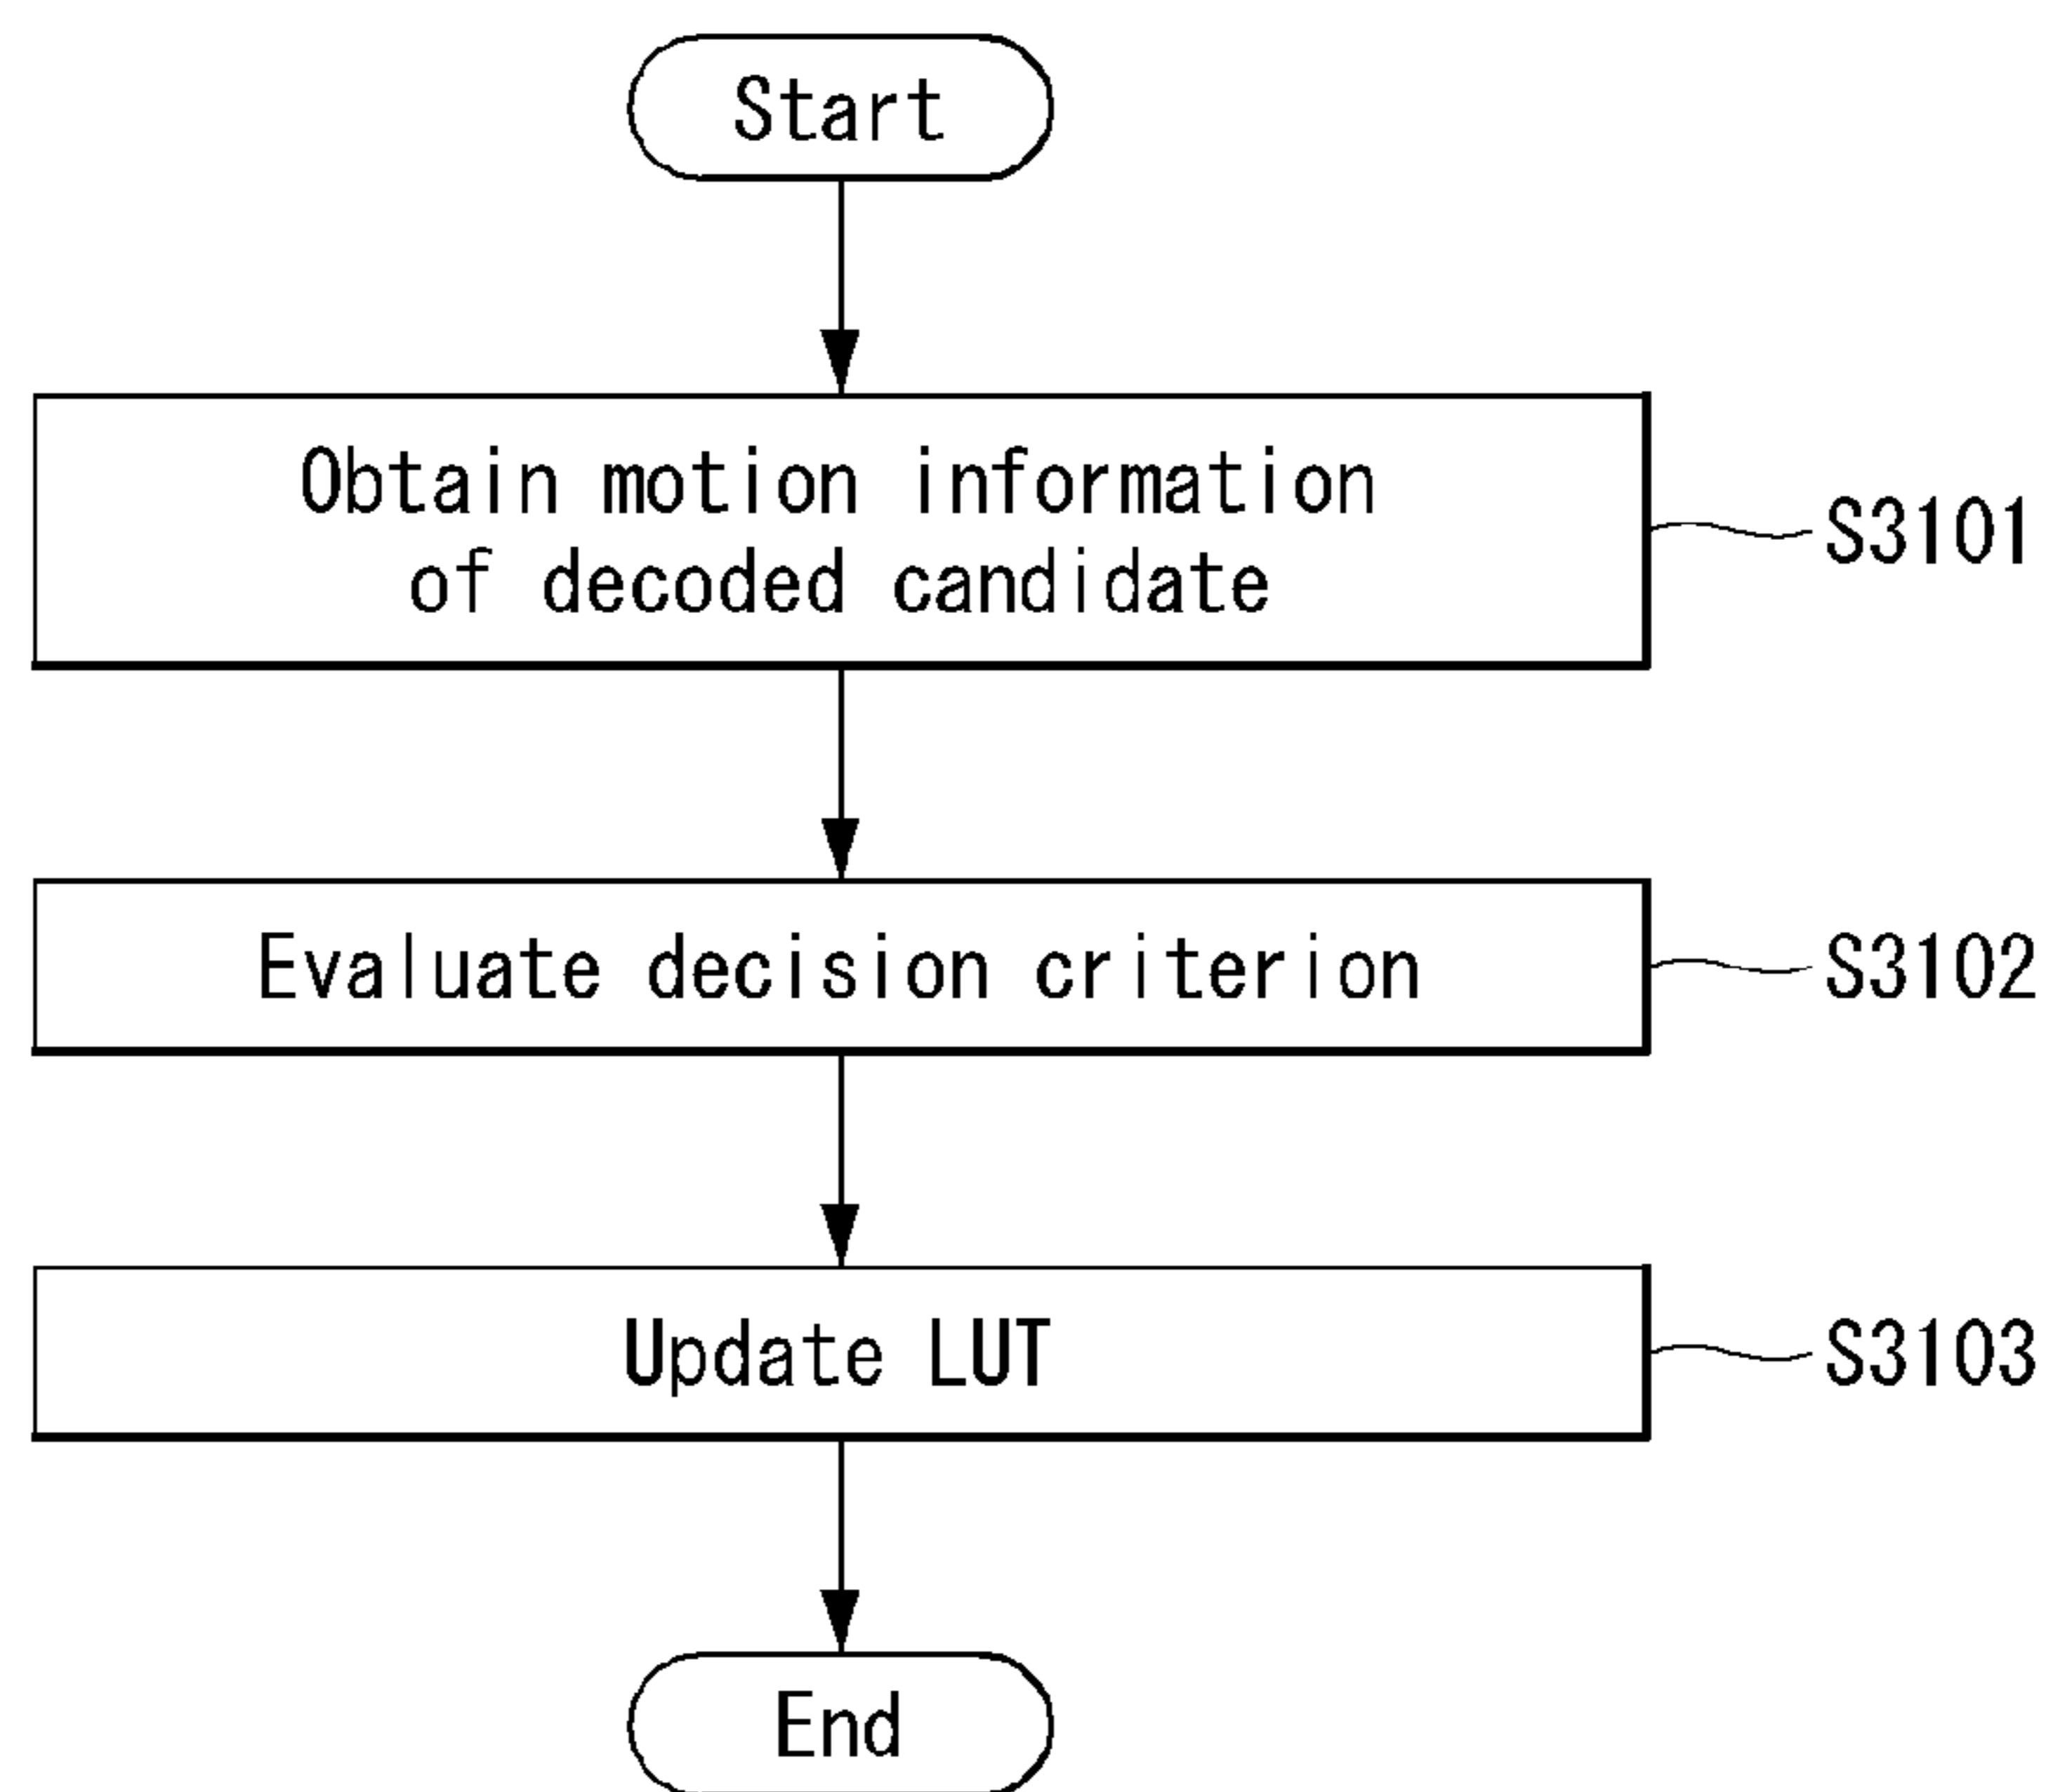 Start
Obtain motion information
of decoded candidate
S3101
Evaluate decision criterion
S3102
Update LUT
S3103
End